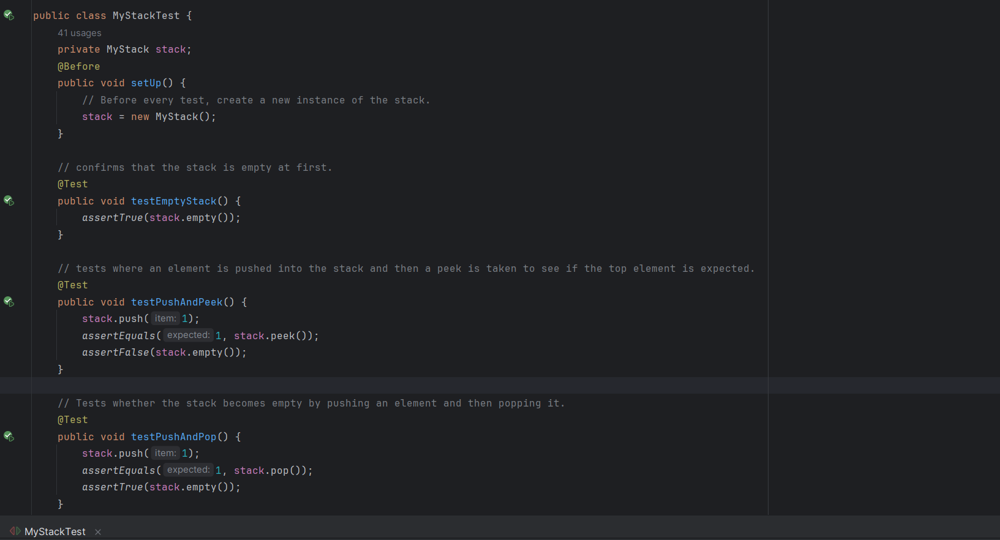 public class MyStackTest {
41 usages
private MyStack stack;
@Before
public void setUp() {
// Before every test, create a new instance of the stack.
stack = new MyStack();
}
// confirms that the stack is empty at first.
@Test
public void testEmptyStack() {
assertTrue(stack.empty());
}
// tests where an element is pushed into the stack and then a peek is taken to see if the top element is expected.
@Test
public void testPushAndPeek() {
stack.push( item: 1);
assertEquals( expected: 1, stack.peek());
assertFalse(stack.empty());
}
// Tests whether the stack becomes empty by pushing an element and then popping it.
@Test
public void testPushAndPop() {
stack.push( item: 1);
assertEquals( expected: 1, stack.pop());
assertTrue(stack.empty());
}
MyStackTest ×